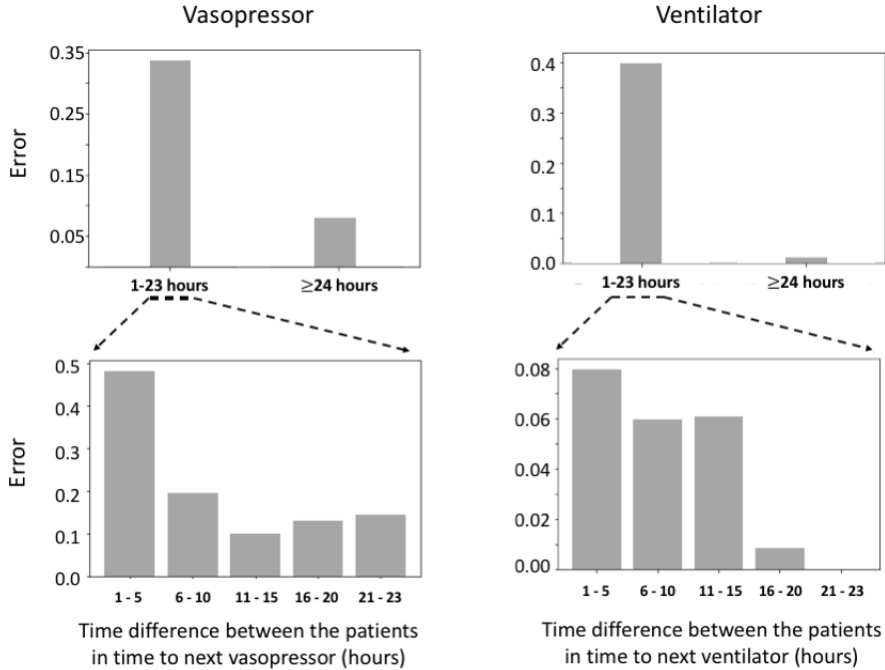 Vasopressor
Error
0.35
0.25
0.15
0.05
1-23 hours
≥24 hours
Ventilator
0.4
0.3
0.2
0.1
0.0
1-23 hours
≥24 hours
Error
0.5
0.4
0.3
0.2
0.1
0.0
1 - 5
6 - 10
11 - 15
16 - 20
21 - 23
Time difference between the patients
in time to next vasopressor (hours)
0.08
0.06
0.04
0.02
0.00
1 - 5
6 - 10
11 - 15
16 - 20
21 - 23
Time difference between the patients
in time to next ventilator (hours)